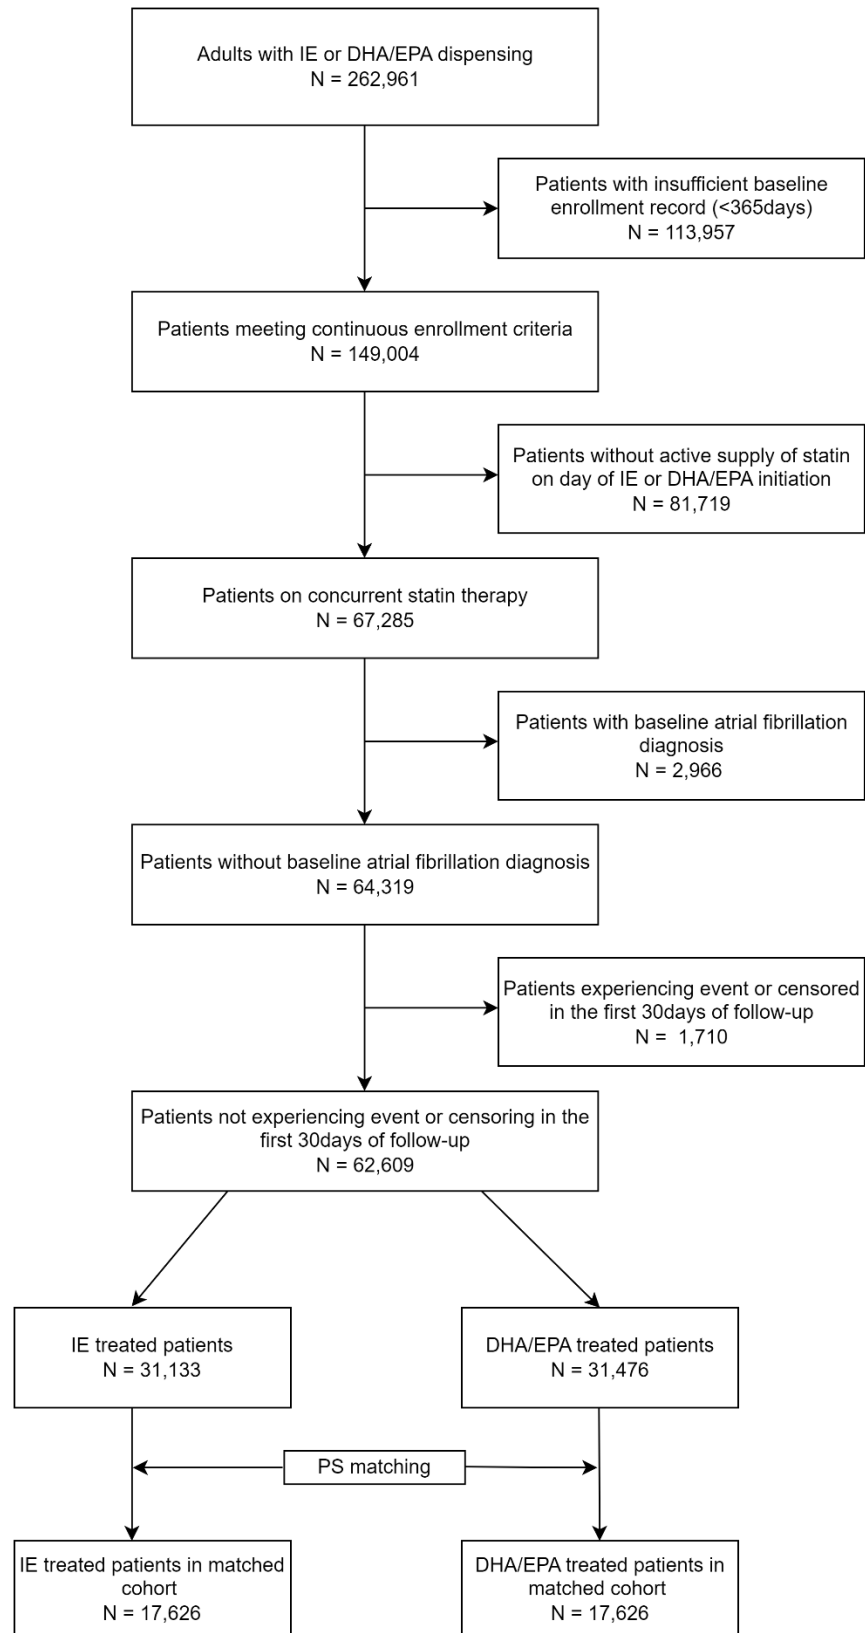 Adults with IE or DHA/EPA dispensing
N = 262,961
Patients with insufficient baseline
enrollment record (<365days)
N = 113,957
Patients meeting continuous enrollment criteria
N = 149,004
Patients without active supply of statin
on day of IE or DHA/EPA initiation
N = 81,719
Patients on concurrent statin therapy
N = 67,285
Patients with baseline atrial fibrillation
diagnosis
N = 2,966
Patients without baseline atrial fibrillation diagnosis
N = 64,319
Patients experiencing event or censored
in the first 30days of follow-up
N =  1,710
Patients not experiencing event or censoring in the
first 30days of follow-up
N = 62,609
IE treated patients
N = 31,133
DHA/EPA treated patients
N = 31,476
PS matching
IE treated patients in matched
cohort
N = 17,626
DHA/EPA treated patients in
matched cohort
N = 17,626